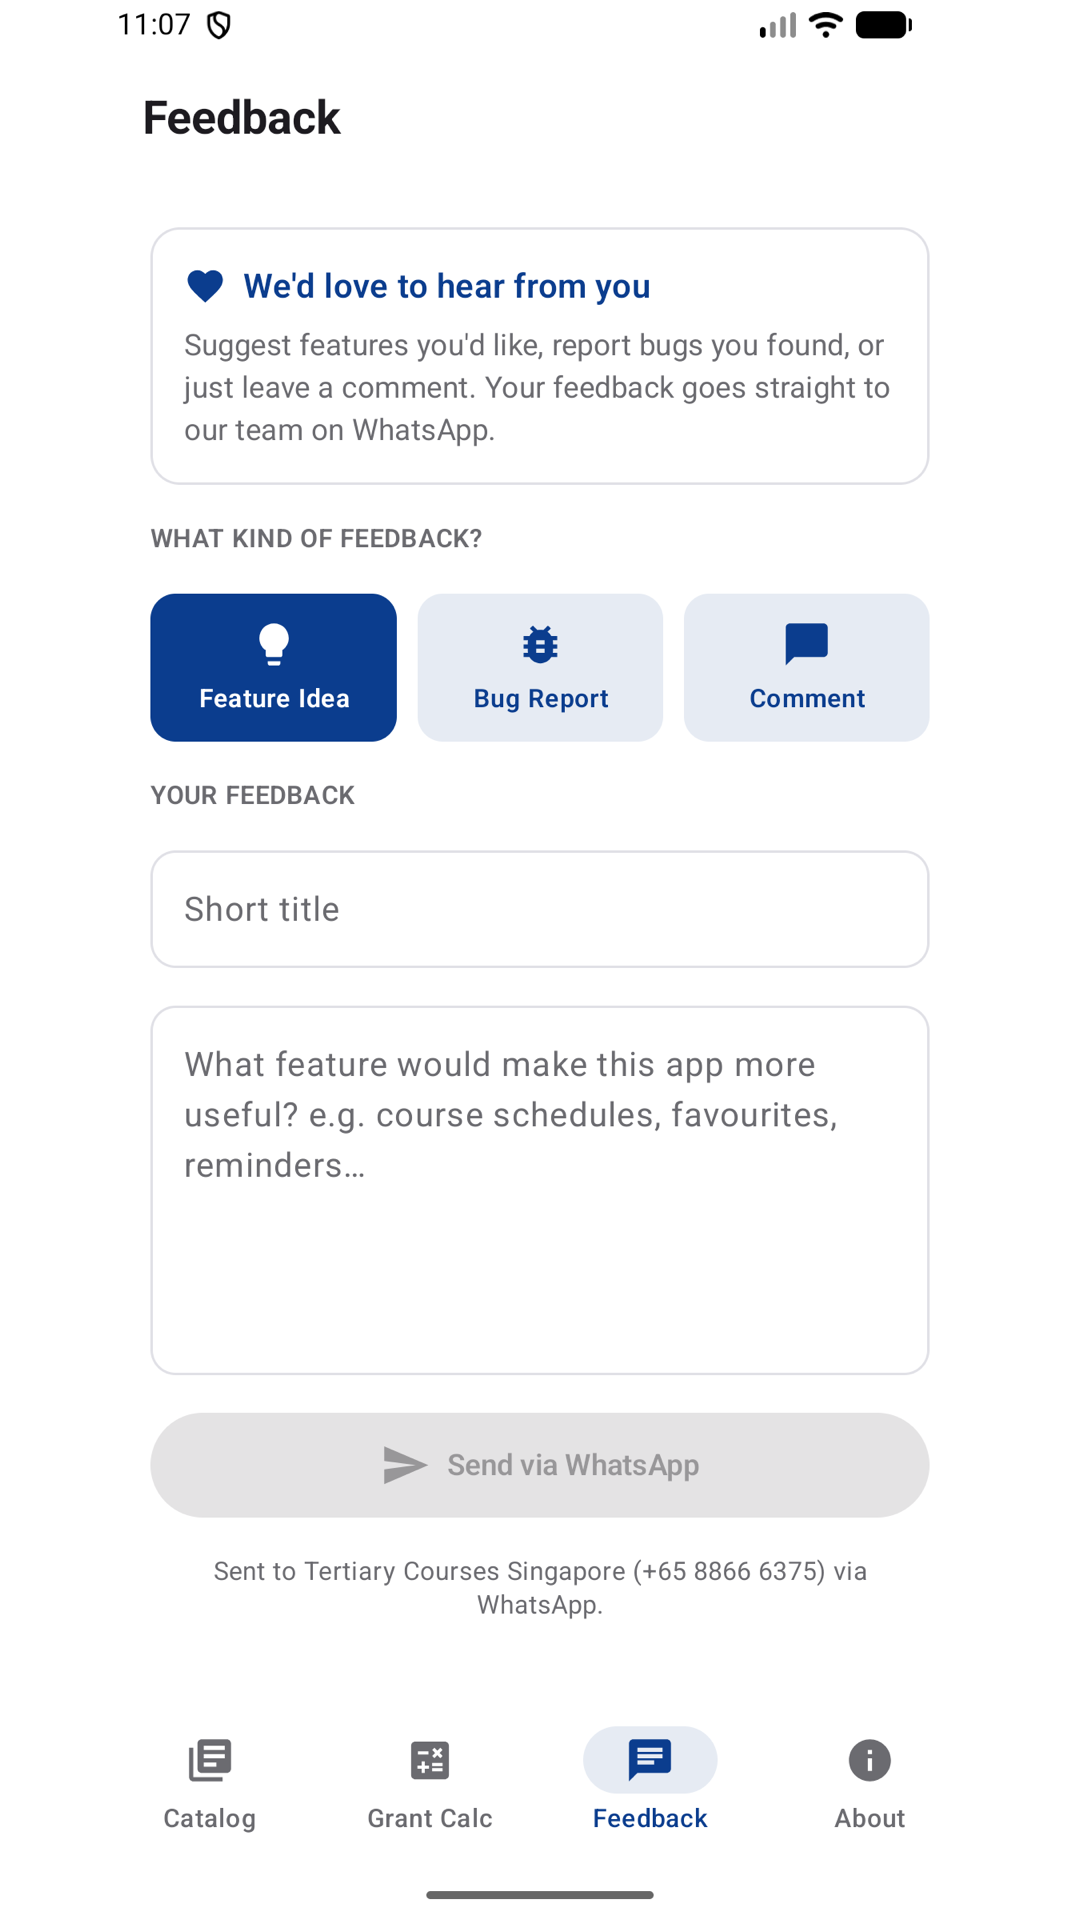 11:07
Feedback
We'd love to hear from you
Suggest features you'd like, report bugs you found, or
just leave a comment. Your feedback goes straight to
our team on WhatsApp.
WHAT KIND OF FEEDBACK?
Feature Idea
Bug Report
Comment
YOUR FEEDBACK
Short title
What feature would make this app more
useful? e.g. course schedules, favourites,
reminders…
Send via WhatsApp
Sent to Tertiary Courses Singapore (+65 8866 6375) via
WhatsApp.
Catalog
Grant Calc
Feedback
About